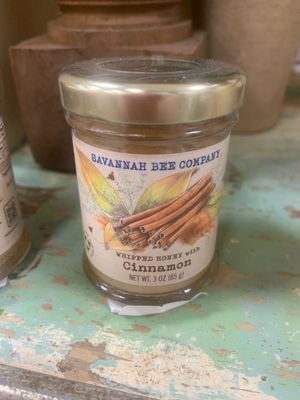 SAVANNAH BEE COMPANY
WHIPPED HONEY with
Cinnamon
NET WT. 3 OZ (85 g)